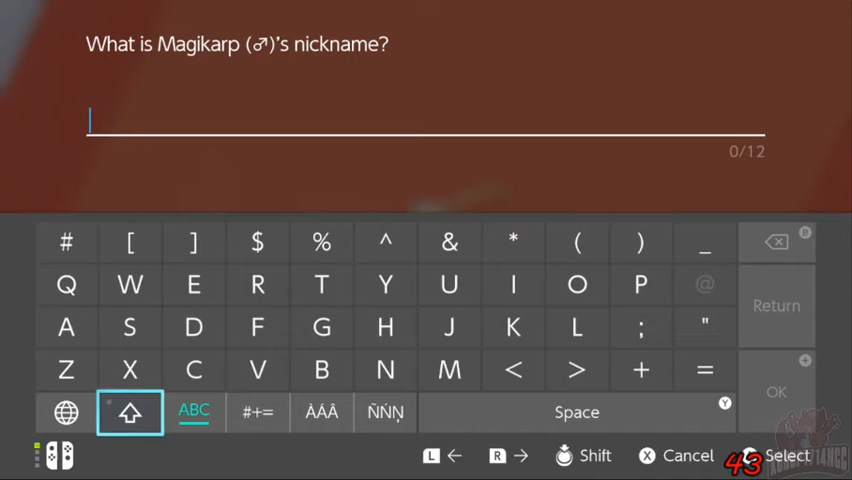 What is Magikarp (♂)'s nickname?
0/12
# [ ] $ % ^ & * ( ) _ B
Q W E R T Y U I O P @ Return
A S D F G H J K L ; "
Z X C V B N M < > + = + OK
ABC #+= ÀÁÂ ÑŃŅ Space Y
L ← R → Shift X Cancel Select
43